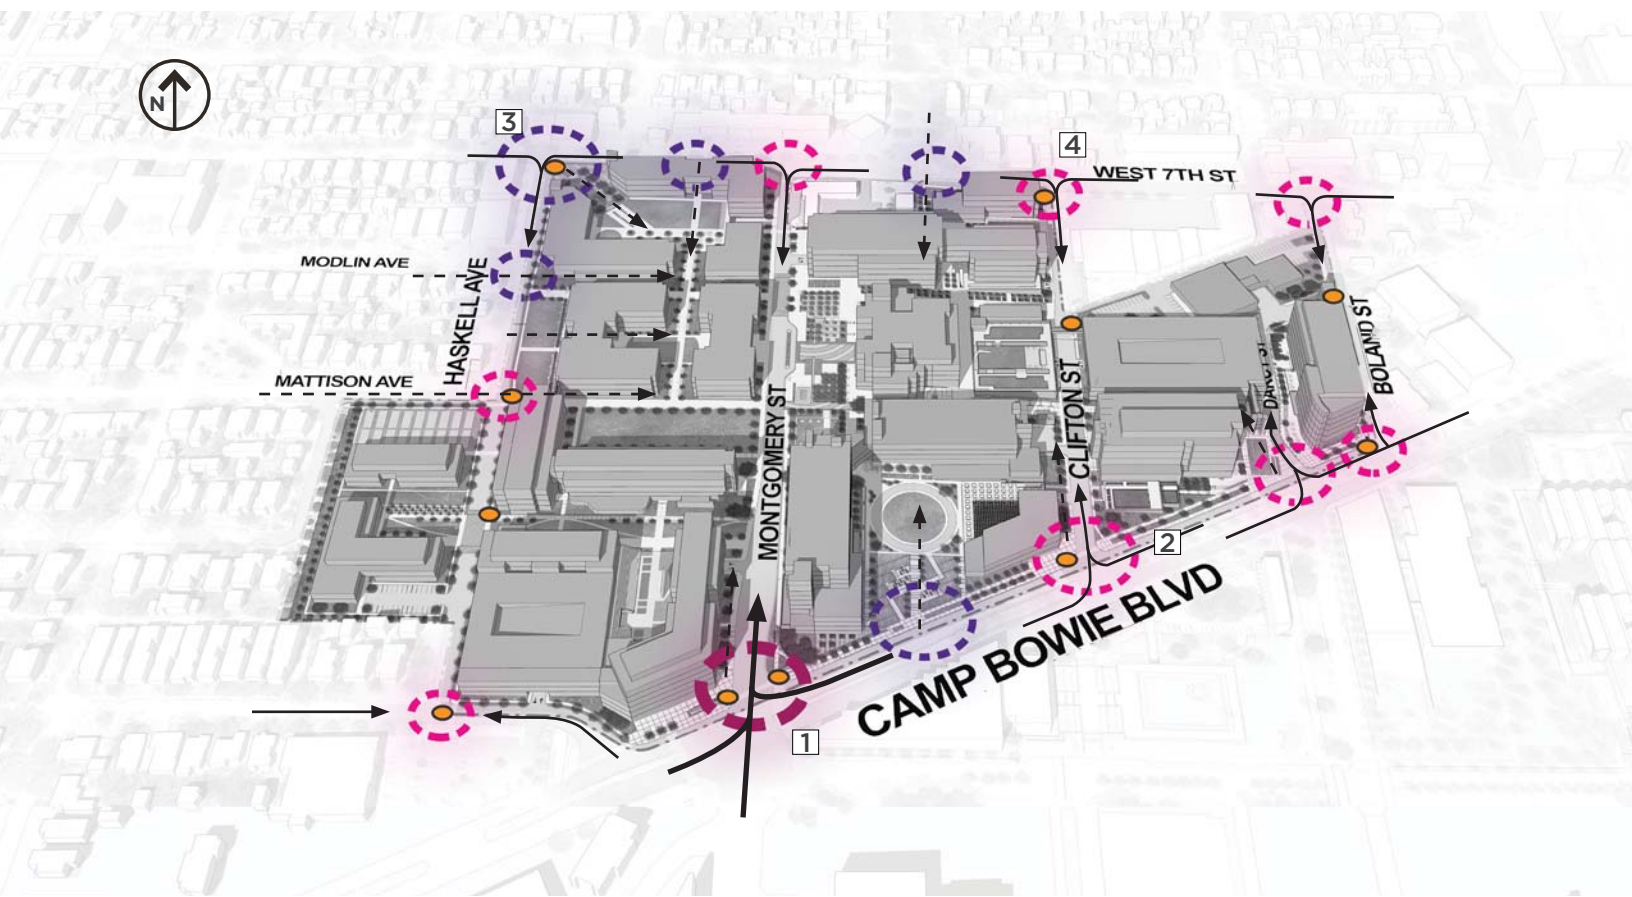 N
3
4
WEST 7TH ST
MODLIN AVE
HASKELL AVE
MATTISON AVE
MONTGOMERY ST
CLIFTON ST
BOLAND ST
2
CAMP BOWIE BLVD
1